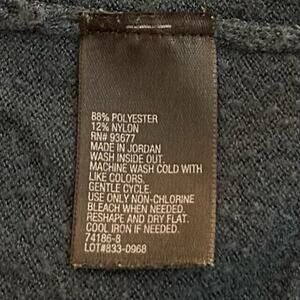 88% POLYESTER
12% NYLON
RN# 93677
MADE IN JORDAN
WASH INSIDE OUT.
MACHINE WASH COLD WITH
LIKE COLORS.
GENTLE CYCLE.
USE ONLY NON-CHLORINE
BLEACH WHEN NEEDED.
RESHAPE AND DRY FLAT.
COOL IRON IF NEEDED.
74186-8
LOT#833-0968